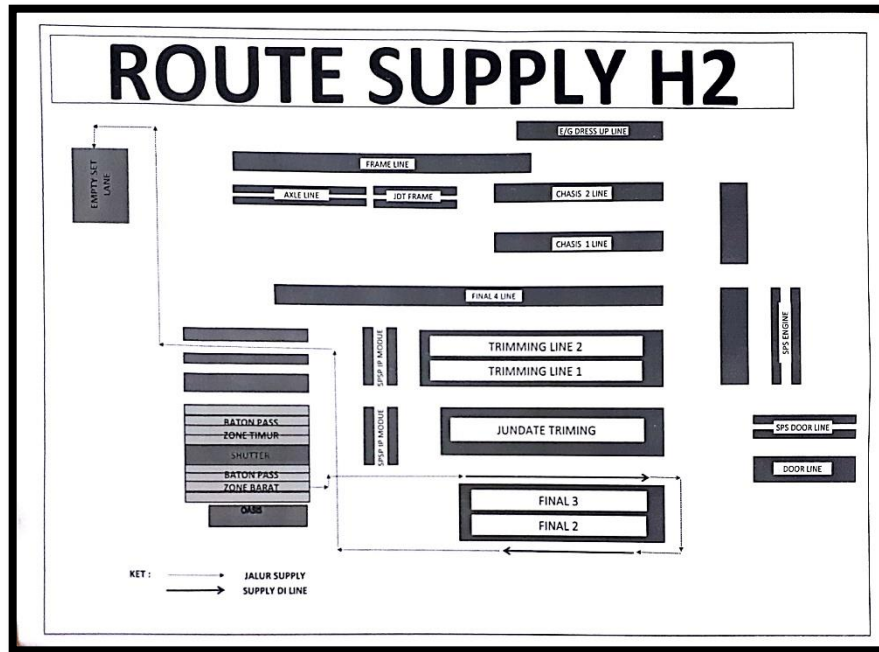 ROUTE SUPPLY H2
E/G DRESS UP LINE
FRAME LINE
EMPTY SET
LANE
AXLE LINE
JDT FRAME
CHASIS 2 LINE
CHASIS 1 LINE
FINAL 4 LINE
SPS ENGINE
SPSP IP MODUE
TRIMMING LINE 2
TRIMMING LINE 1
BATON PASS
ZONE TIMUR
SHUTTER
BATON PASS
ZONE BARAT
OASIS
SPSP IP MODUE
JUNDATE TRIMING
SPS DOOR LINE
DOOR LINE
FINAL 3
FINAL 2
KET :
JALUR SUPPLY
SUPPLY DI LINE